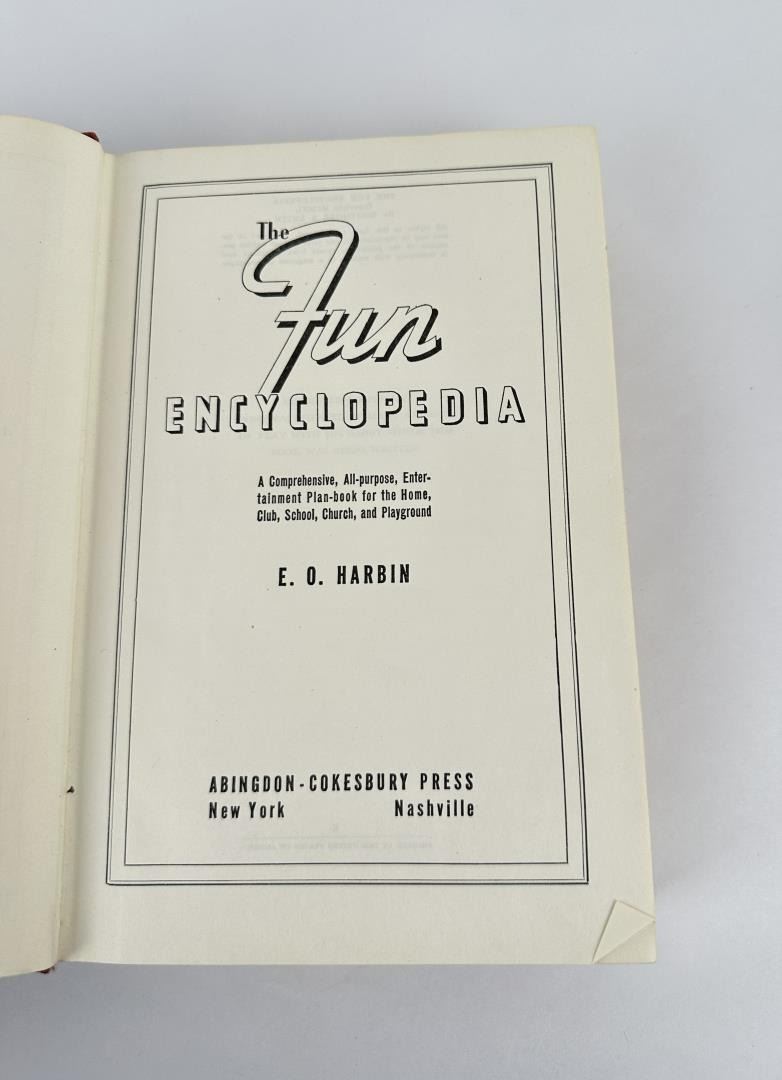 The
Fun
ENCYCLOPEDIA
A Comprehensive, All-purpose, Enter-
tainment Plan-book for the Home,
Club, School, Church, and Playground
E. O. HARBIN
ABINGDON-COKESBURY PRESS
New York Nashville